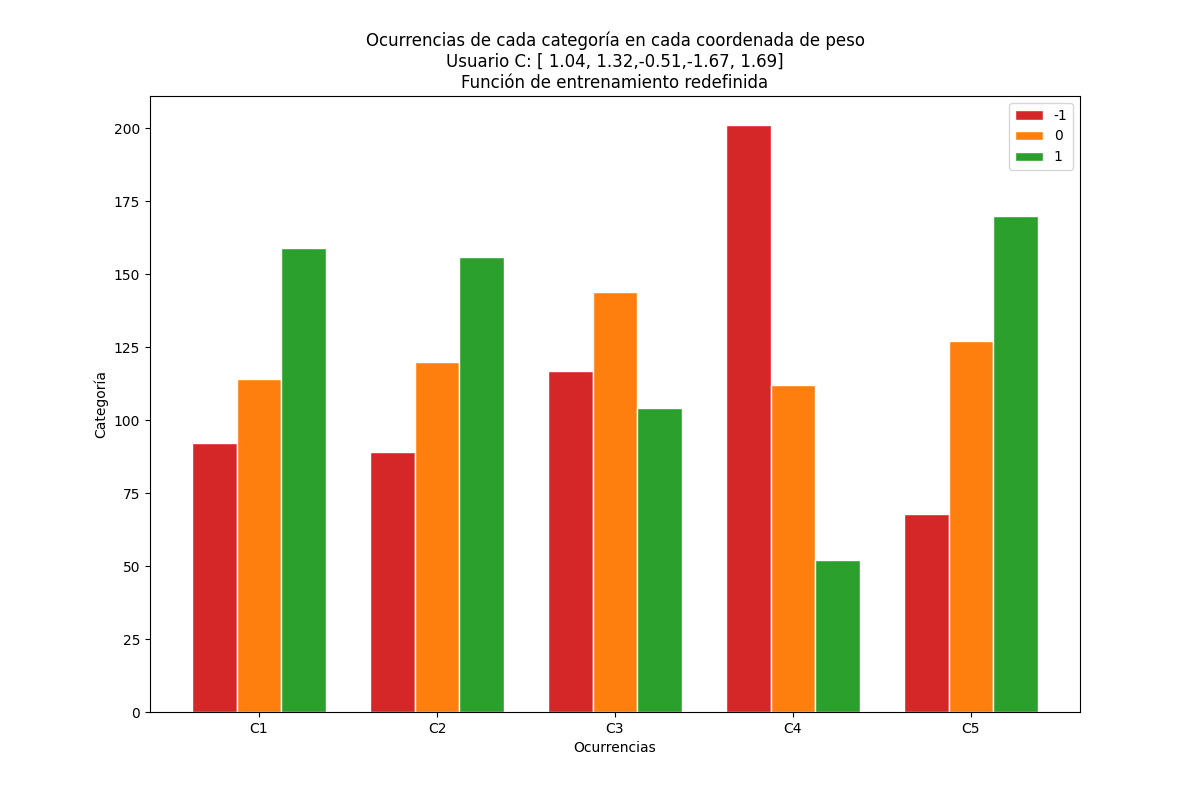 Ocurrencias de cada categoría en cada coordenada de peso
Usuario C: [ 1.04, 1.32,-0.51,-1.67, 1.69]
Función de entrenamiento redefinida
-1
0
1
200
175
150
125
100
75
50
25
0
Categoría
C1 C2 C3 C4 C5
Ocurrencias